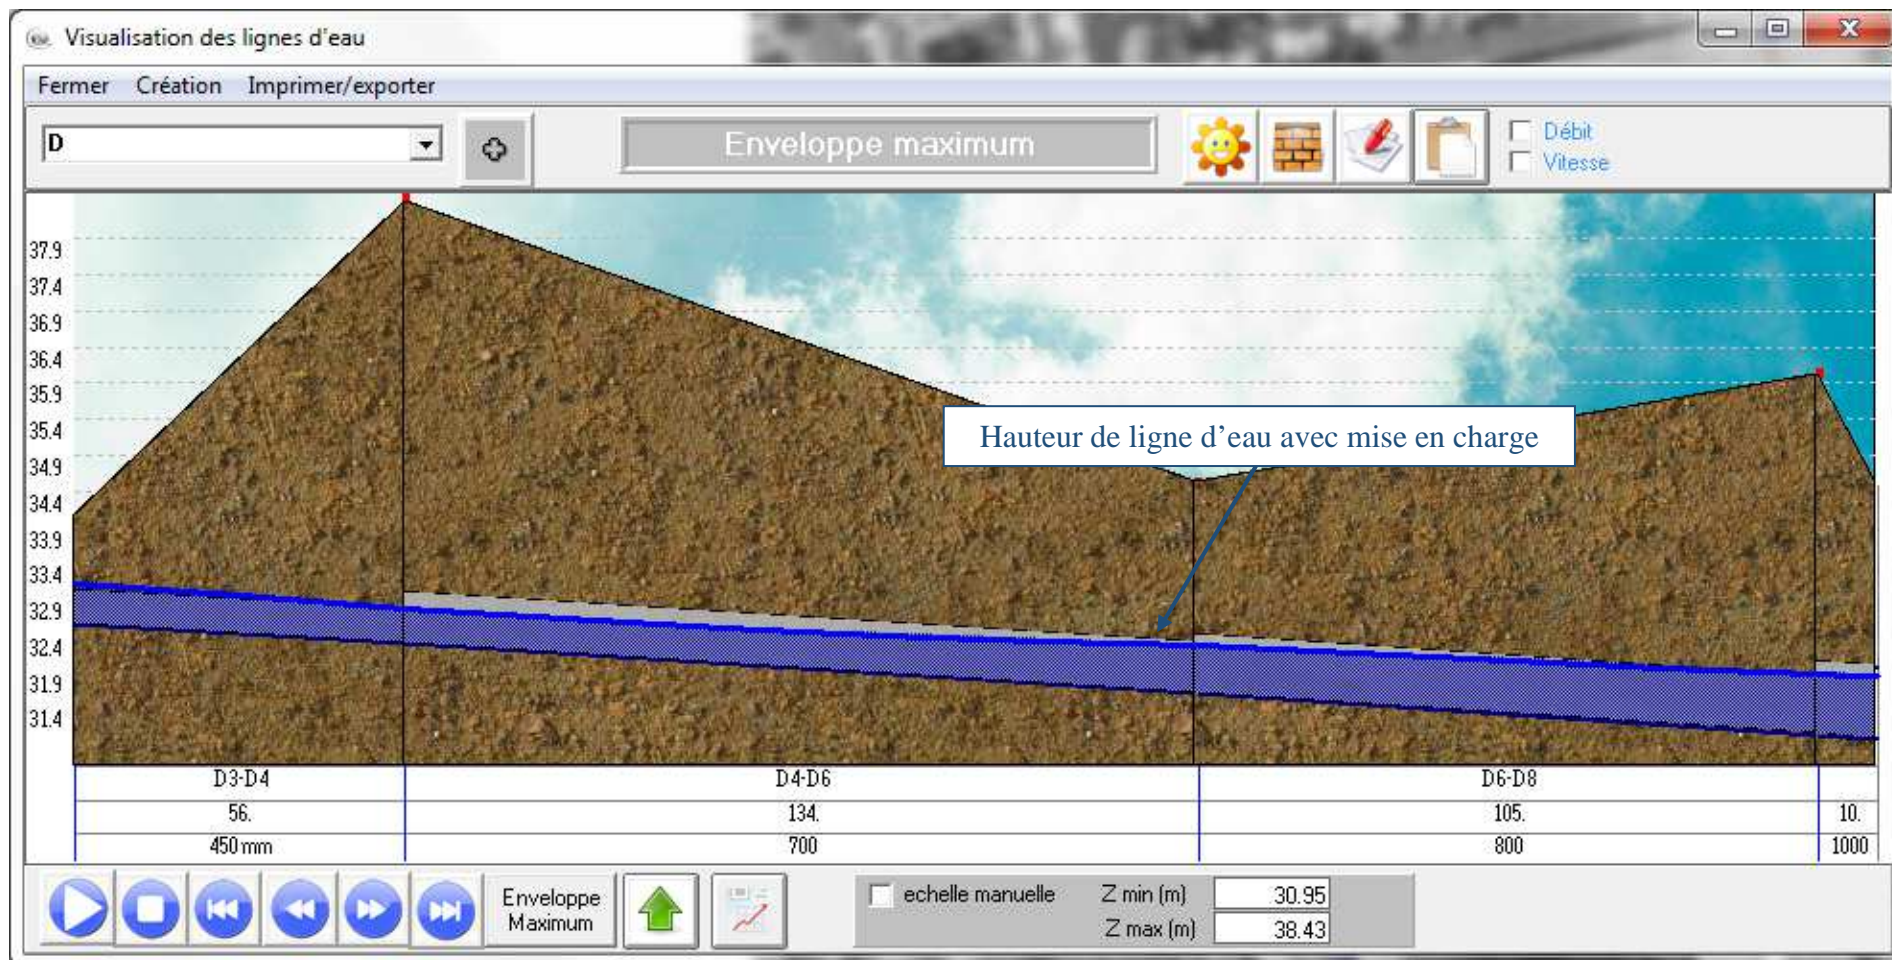 Visualisation des lignes d'eau
Fermer Création Imprimer/exporter
D
Enveloppe maximum
Débit
Vitesse
37.9
37.4
36.9
36.4
35.9
35.4
34.9
34.4
33.9
33.4
32.9
32.4
31.9
31.4
Hauteur de ligne d’eau avec mise en charge
D3-D4 D4-D6 D6-D8
56. 134. 105. 10.
450 mm 700 800 1000
Enveloppe
Maximum
echelle manuelle
Z min (m) 30.95
Z max (m) 38.43